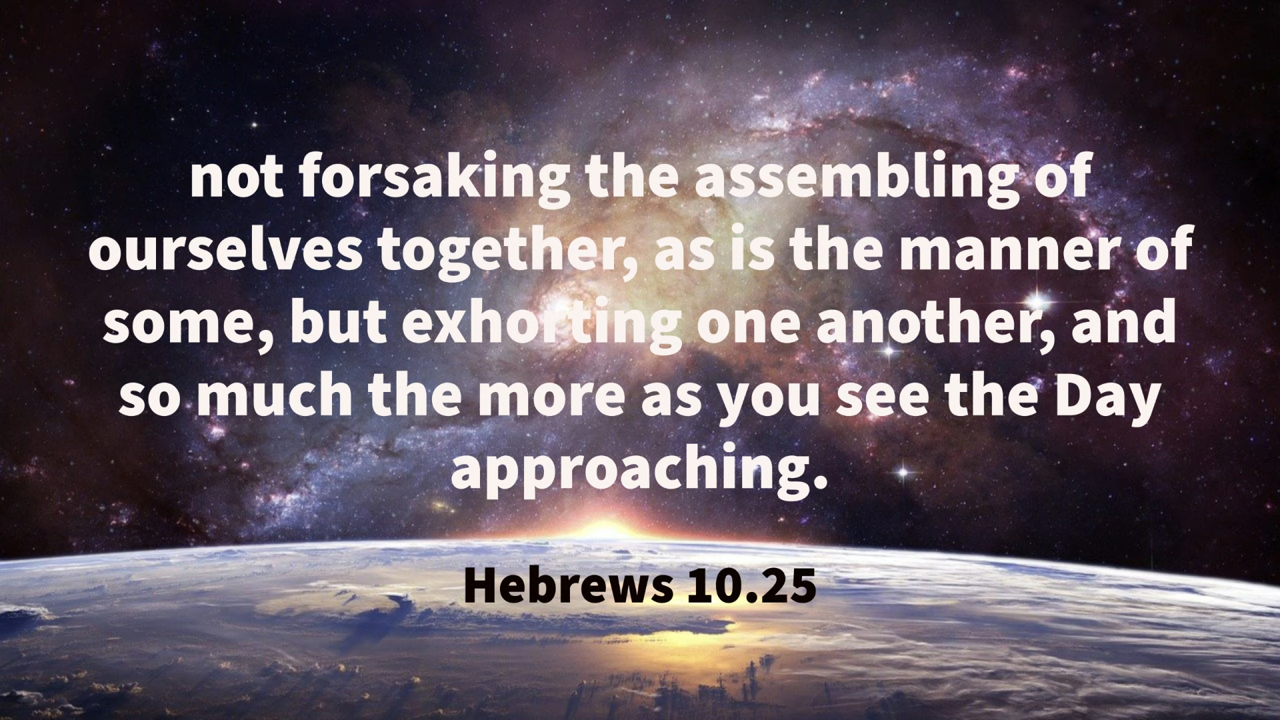 not forsaking the assembling of
ourselves together, as is the manner of
some, but exhorting one another, and
so much the more as you see the Day
approaching.
Hebrews 10.25